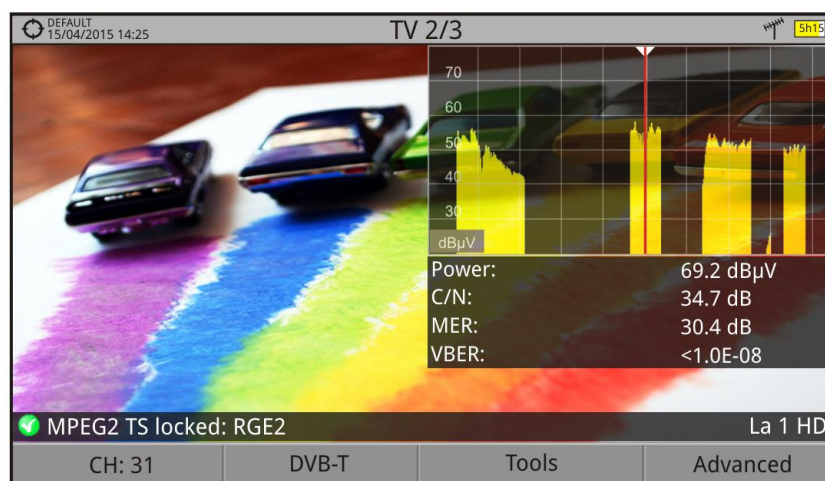 DEFAULT
15/04/2015 14:25
TV 2/3
5h15
70
60
50
40
30
dBµV
Power: 69.2 dBµV
C/N: 34.7 dB
MER: 30.4 dB
VBER: <1.0E-08
MPEG2 TS locked: RGE2
La 1 HD
CH: 31
DVB-T
Tools
Advanced